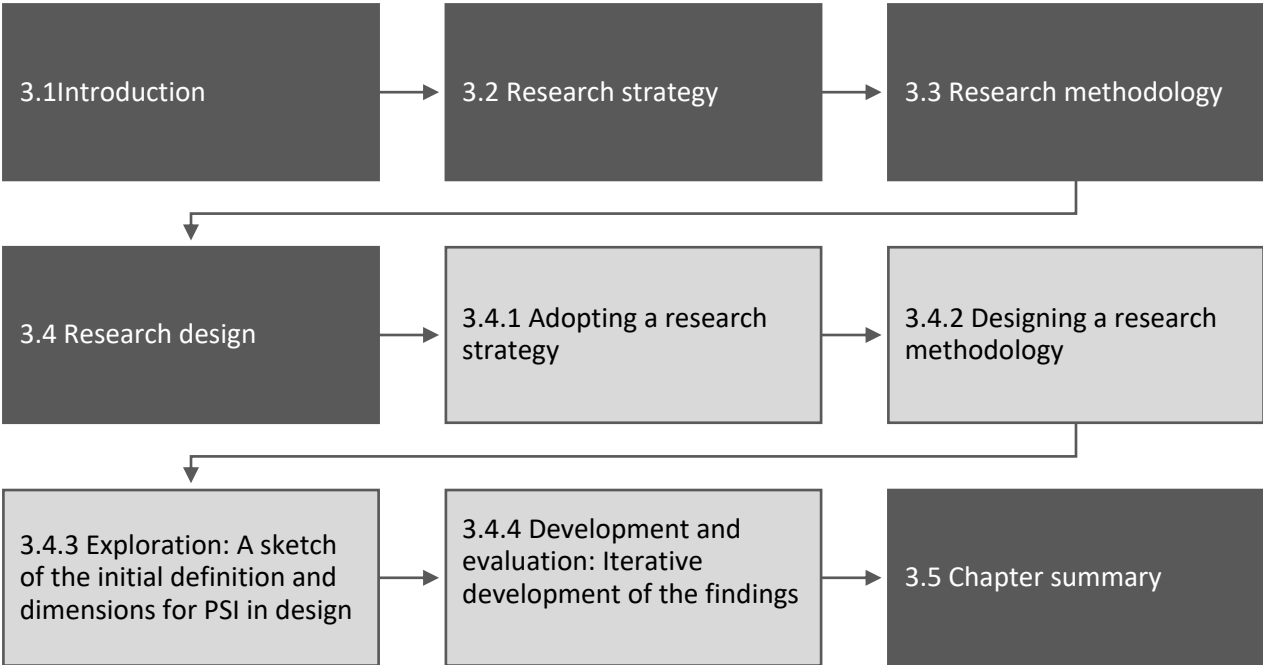 3.1Introduction
3.2 Research strategy
3.3 Research methodology
3.4 Research design
3.4.1 Adopting a research
strategy
3.4.2 Designing a research
methodology
3.4.3 Exploration: A sketch
of the initial definition and
dimensions for PSI in design
3.4.4 Development and
evaluation: Iterative
development of the findings
3.5 Chapter summary